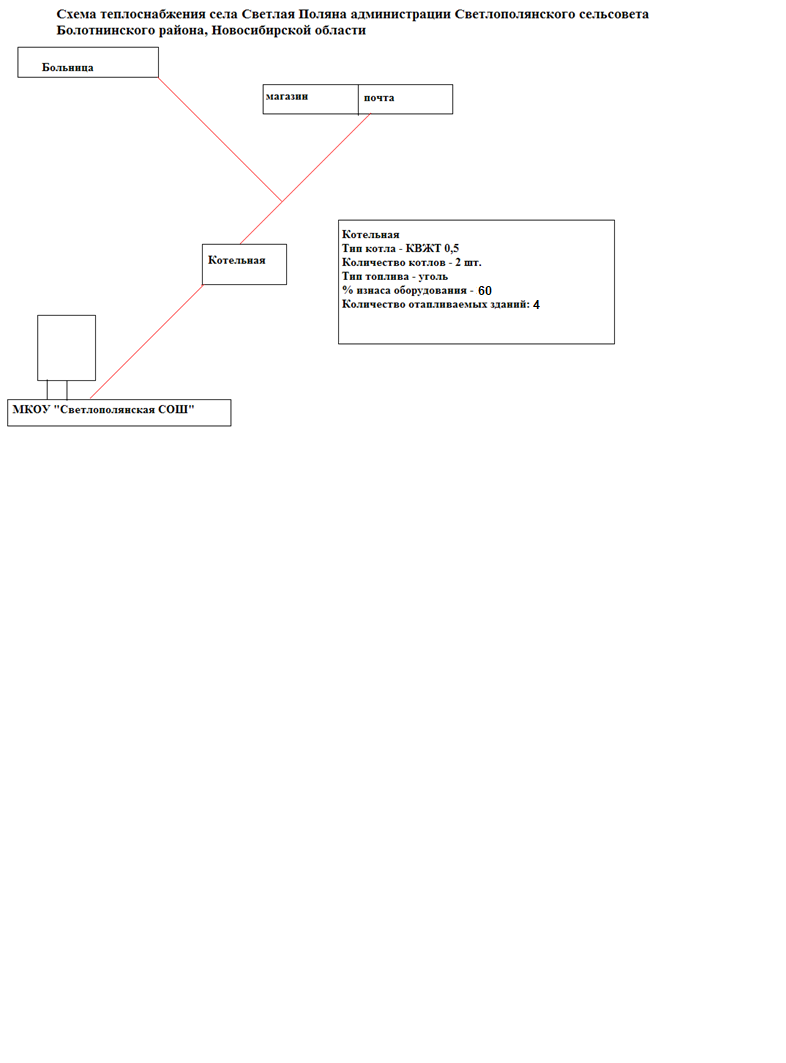 Схема теплоснабжения села Светлая Поляна администрации Светлополянского сельсовета
Болотнинского района, Новосибирской области
Больница
магазин
почта
Котельная
Котельная
Тип котла - КВЖТ 0,5
Количество котлов - 2 шт.
Тип топлива - уголь
% изнаса оборудования - 60
Количество отапливаемых зданий: 4
МКОУ "Светлополянская СОШ"